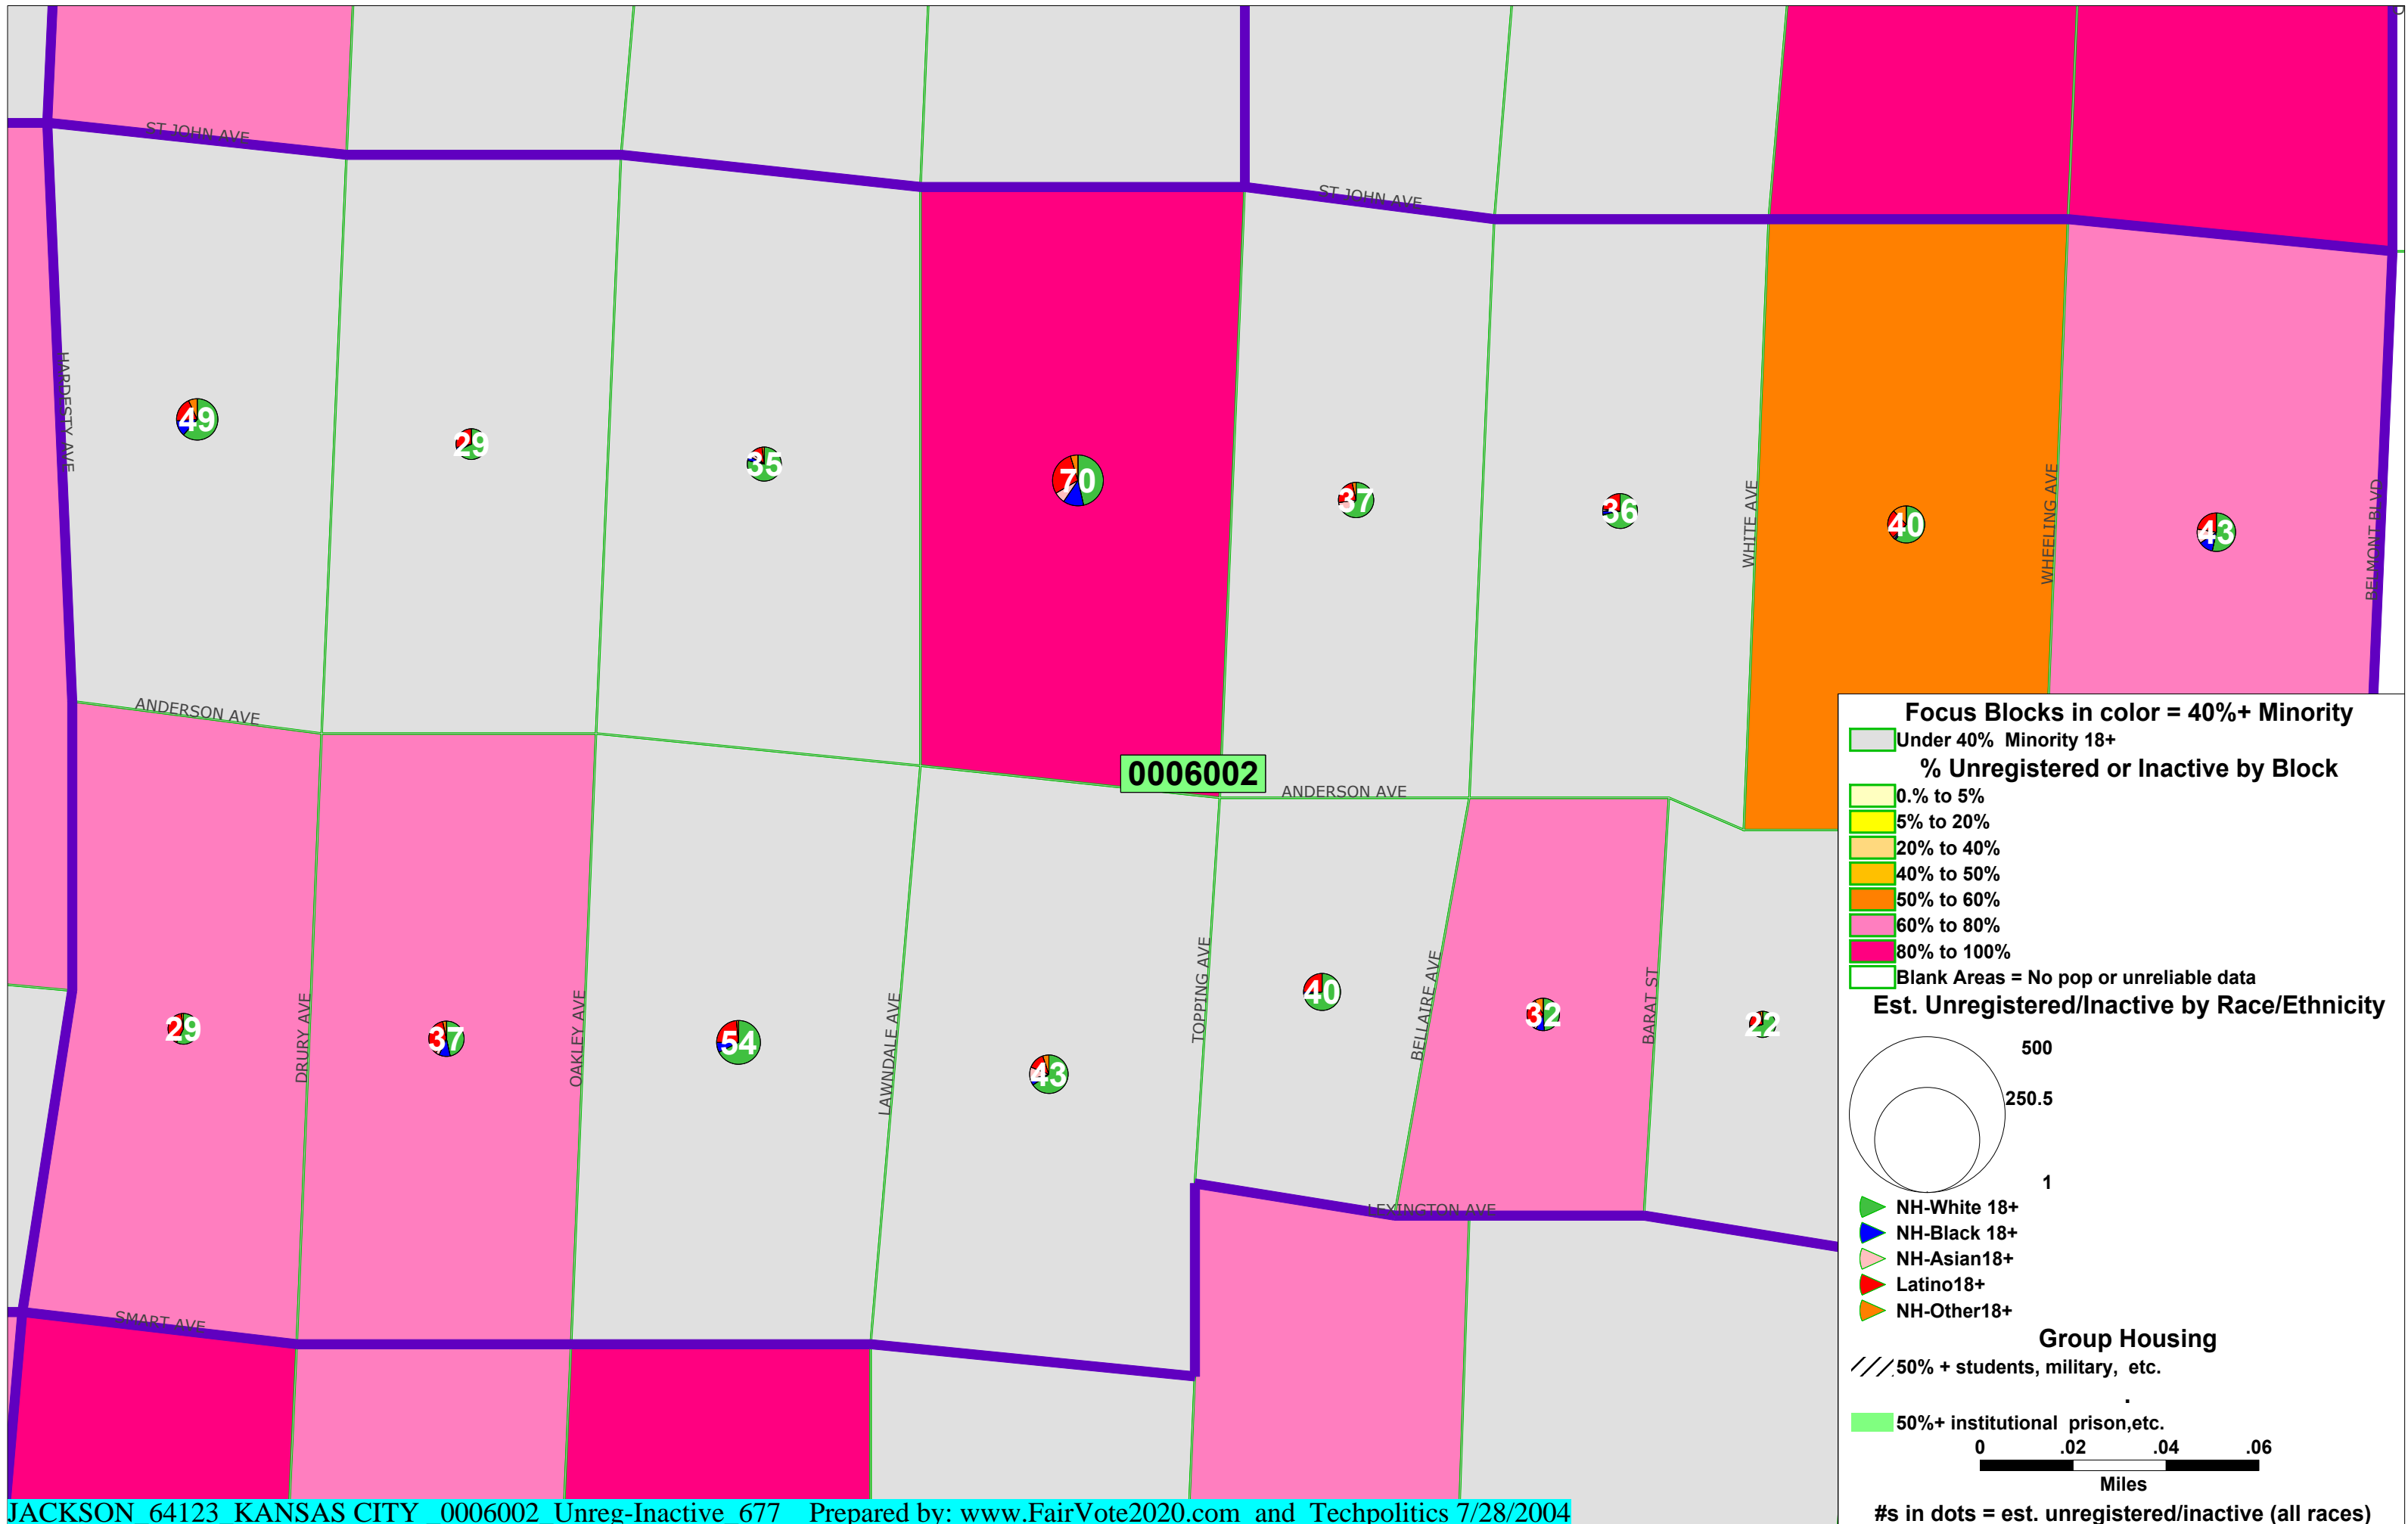 ST JOHN AVE
ST JOHN AVE
HARDESTY AVE
49
29
35
70
37
36
40
43
WHITE AVE
WHEELING AVE
BELMONT BLVD
ANDERSON AVE
0006002
ANDERSON AVE
29
DRURY AVE
37
OAKLEY AVE
54
LAWNDALE AVE
43
TOPPING AVE
40
BELLAIRE AVE
32
BARAT ST
22
LEXINGTON AVE
SMART AVE
Focus Blocks in color = 40%+ Minority
Under 40% Minority 18+
% Unregistered or Inactive by Block
0.% to 5%
5% to 20%
20% to 40%
40% to 50%
50% to 60%
60% to 80%
80% to 100%
Blank Areas = No pop or unreliable data
Est. Unregistered/Inactive by Race/Ethnicity
500
250.5
1
NH-White 18+
NH-Black 18+
NH-Asian18+
Latino18+
NH-Other18+
Group Housing
50% + students, military, etc.
.
50%+ institutional prison,etc.
0 .02 .04 .06
Miles
#s in dots = est. unregistered/inactive (all races)
JACKSON 64123 KANSAS CITY 0006002 Unreg-Inactive 677 Prepared by: www.FairVote2020.com and Techpolitics 7/28/2004